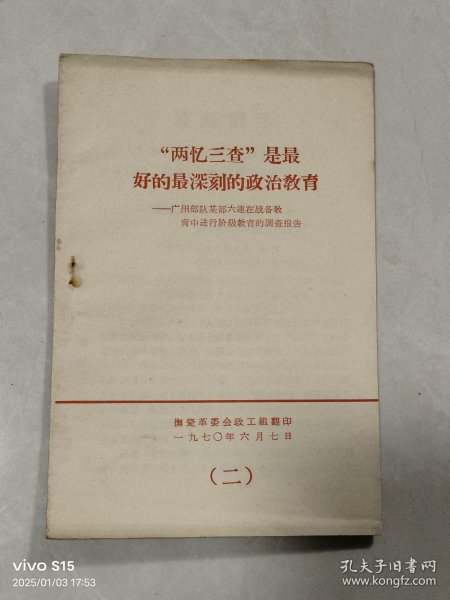 “两忆三查”是最
好的最深刻的政治教育
——广州部队某部六连在战备教
育中进行阶级教育的调查报告
抚瓷革委会政工组翻印
一九七〇年六月七日
（二）
vivo S15
2025/01/03 17:53
孔夫子旧书网
www.kongfz.com